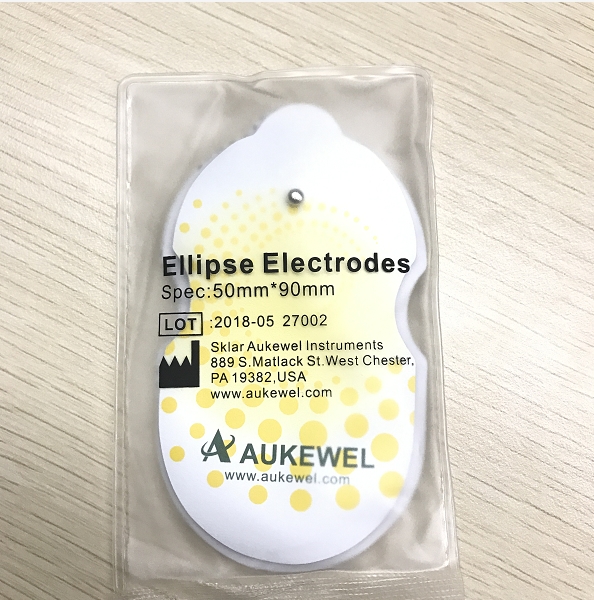 Ellipse Electrodes
Spec:50mm*90mm
LOT :2018-05 27002
Sklar Aukewel Instruments
889 S.Matlack St.West Chester,
PA 19382,USA
www.aukewel.com
AUKEWEL
www.aukewel.com